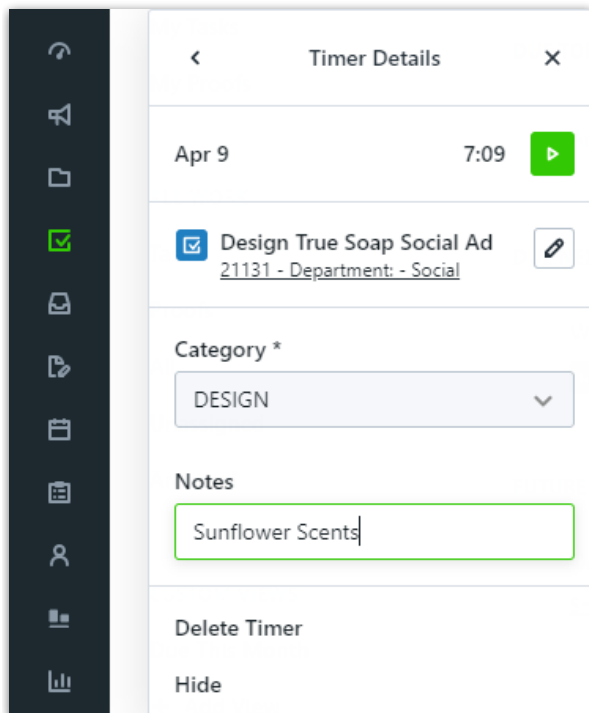 Timer Details
Apr 9 7:09
Design True Soap Social Ad
21131 - Department: - Social
Category *
DESIGN
Notes
Sunflower Scents
Delete Timer
Hide